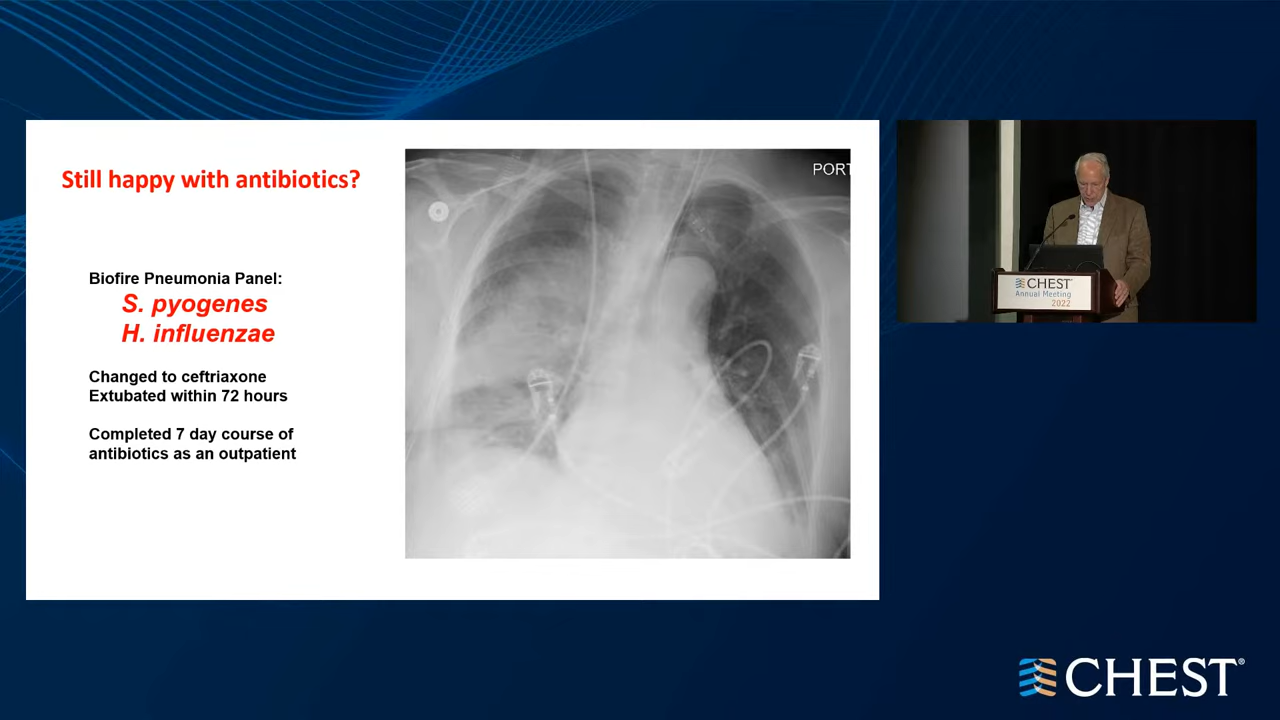 Still happy with antibiotics?
Biofire Pneumonia Panel:
S. pyogenes
H. influenzae
Changed to ceftriaxone
Extubated within 72 hours
Completed 7 day course of
antibiotics as an outpatient
PORT
CHEST
Annual Meeting
2022
CHEST®